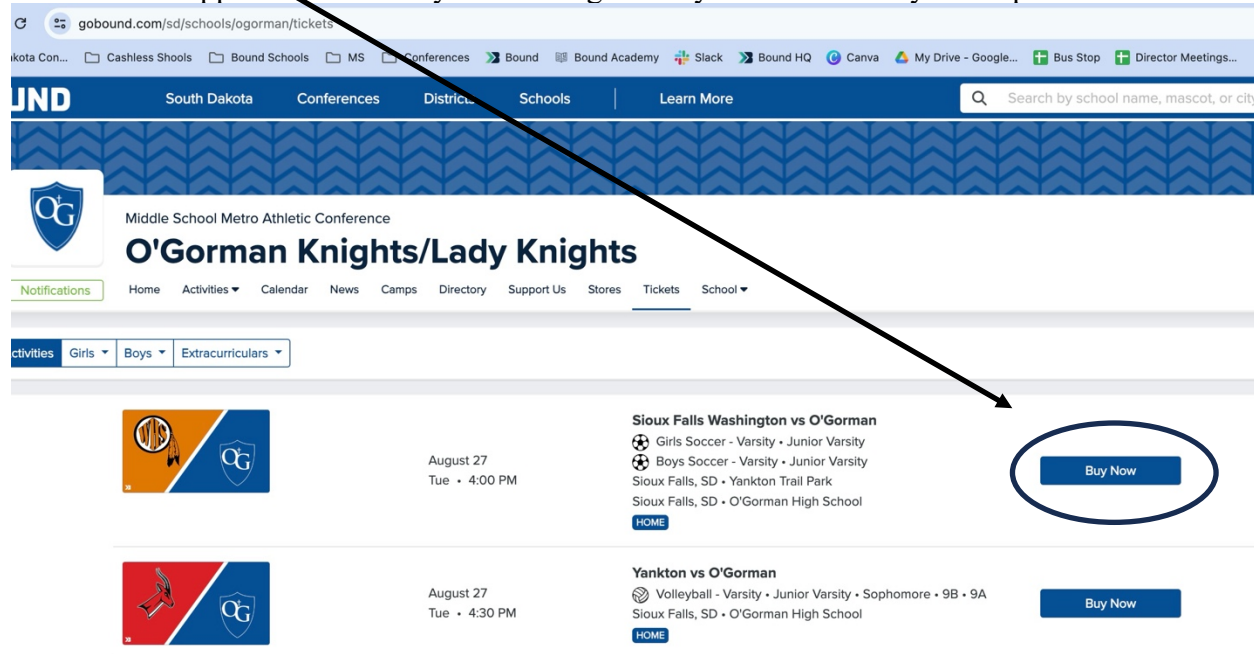 gobound.com/sd/schools/ogorman/tickets
kota Con... Cashless Shools Bound Schools MS Conferences Bound Bound Academy Slack Bound HQ Canva My Drive - Google... Bus Stop Director Meetings...
UND South Dakota Conferences Districts Schools | Learn More Search by school name, mascot, or city
OG
Middle School Metro Athletic Conference
O'Gorman Knights/Lady Knights
Notifications Home Activities Calendar News Camps Directory Support Us Stores Tickets School
ctivities Girls Boys Extracurriculars
WHS OG
August 27
Tue • 4:00 PM
Sioux Falls Washington vs O'Gorman
Girls Soccer - Varsity • Junior Varsity
Boys Soccer - Varsity • Junior Varsity
Sioux Falls, SD • Yankton Trail Park
Sioux Falls, SD • O'Gorman High School
HOME
Buy Now
OG
August 27
Tue • 4:30 PM
Yankton vs O'Gorman
Volleyball - Varsity • Junior Varsity • Sophomore • 9B • 9A
Sioux Falls, SD • O'Gorman High School
HOME
Buy Now